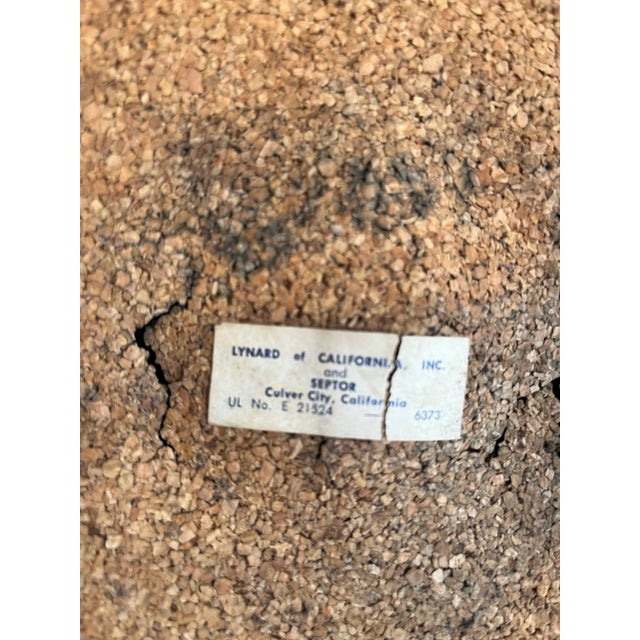 LYNARD of CALIFORNIA, INC.
and
SEPTOR
Culver City, California
UL No. E 21524 — 6373